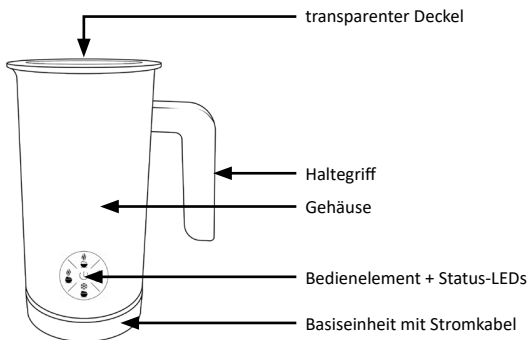 transparenter Deckel
Haltegriff
Gehäuse
Bedienelement + Status-LEDs
Basiseinheit mit Stromkabel